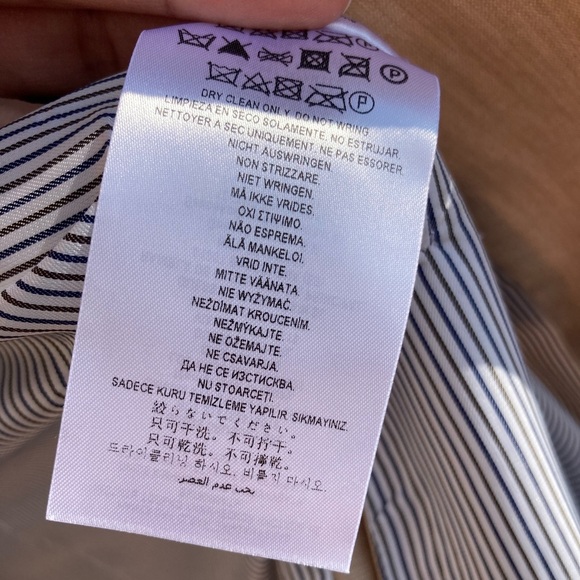 P
P
DRY CLEAN ONLY. DO NOT WRING.
LIMPIEZA EN SECO SOLAMENTE. NO ESTRUJAR.
NETTOYER A SEC UNIQUEMENT. NE PAS ESSORER.
NICHT AUSWRINGEN.
NON STRIZZARE.
NIET WRINGEN.
MÅ IKKE VRIDES.
ΟΧΙ ΣΤΙΨΙΜΟ.
NÃO ESPREMA.
ÄLÄ MANKELOI.
VRID INTE.
MITTE VÄÄNATA.
NIE WYŻYMAĆ.
NEŽDÍMAT KROUCENÍM.
NEŽMÝKAJTE.
NE OŽEMAJTE.
NE CSAVARJA.
ДА НЕ СЕ ИЗСТИСКВА.
NU STOARCEȚI.
SADECE KURU TEMİZLEME YAPILIR. SIKMAYINIZ.
絞らないでください。
只可干洗。不可拧干。
只可乾洗。不可擰乾。
드라이클리닝 하시오. 비틀기 마시오.
يجب عدم العصر